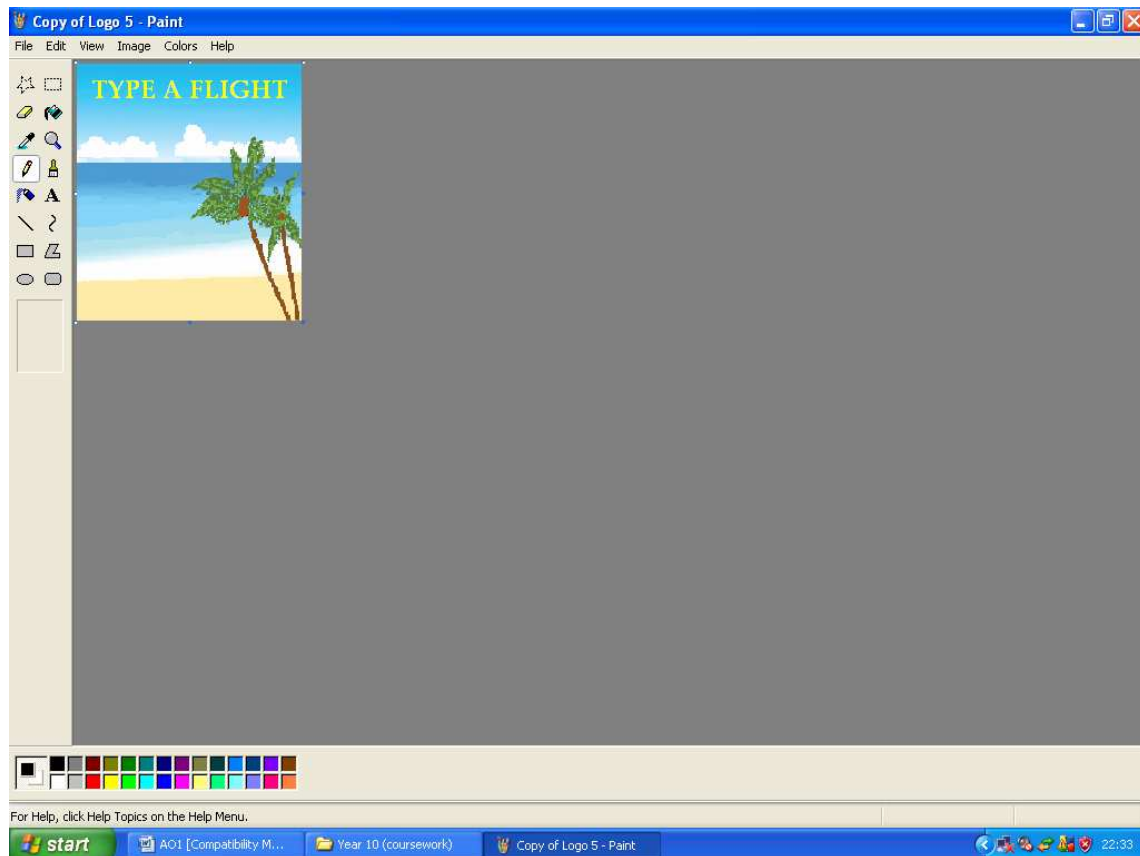 Copy of Logo 5 - Paint
File Edit View Image Colors Help
TYPE A FLIGHT
A
For Help, click Help Topics on the Help Menu.
start AO1 [Compatibility M... Year 10 (coursework) Copy of Logo 5 - Paint 22:33